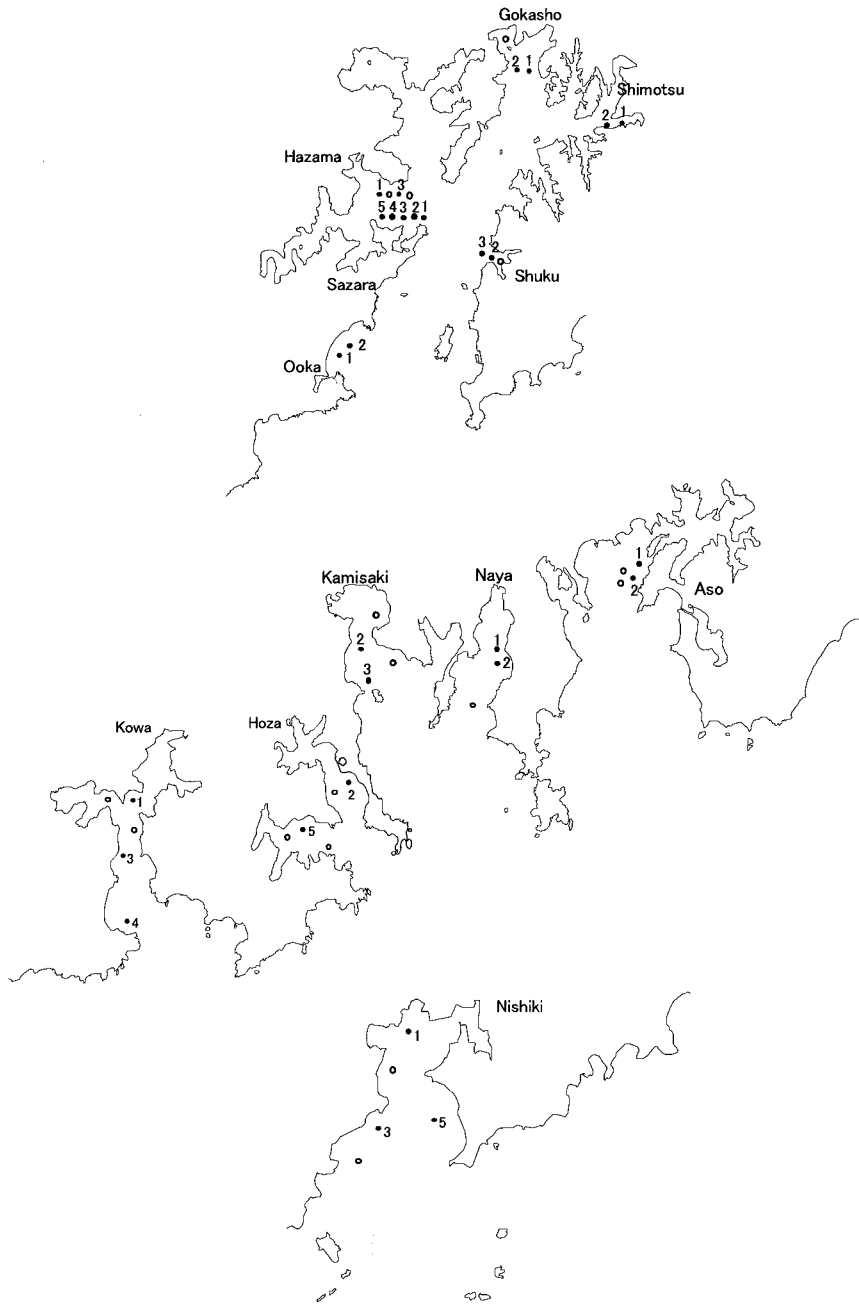 Gokasho
2 1
Shimotsu
2 1
Hazama
1 3
5 4 3 2 1
3 2
Shuku
Sazara
2
1
Ooka
Kamisaki
Naya
1
2
Aso
2
3
1
2
Kowa
Hoza
1
2
5
3
4
Nishiki
1
3
5